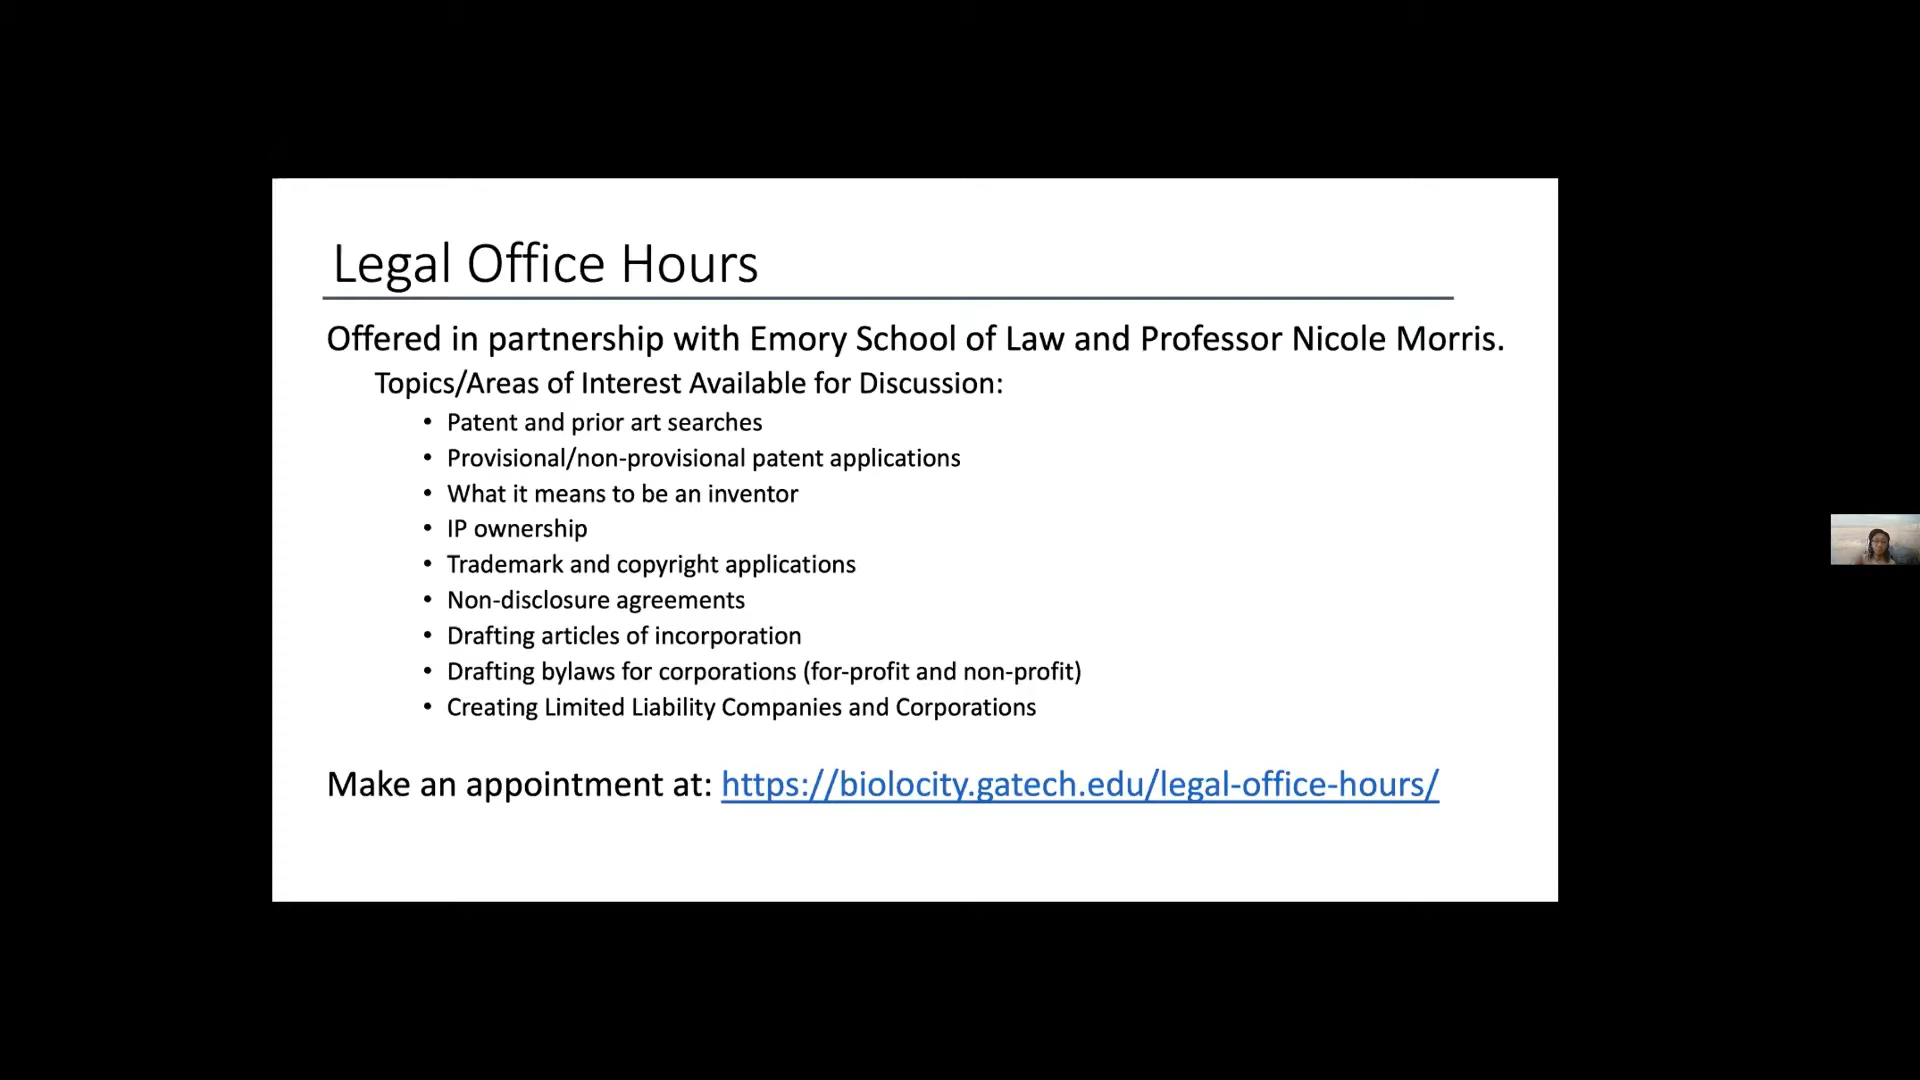 Legal Office Hours
Offered in partnership with Emory School of Law and Professor Nicole Morris.
Topics/Areas of Interest Available for Discussion:
• Patent and prior art searches
• Provisional/non-provisional patent applications
• What it means to be an inventor
• IP ownership
• Trademark and copyright applications
• Non-disclosure agreements
• Drafting articles of incorporation
• Drafting bylaws for corporations (for-profit and non-profit)
• Creating Limited Liability Companies and Corporations
Make an appointment at: https://biolocity.gatech.edu/legal-office-hours/